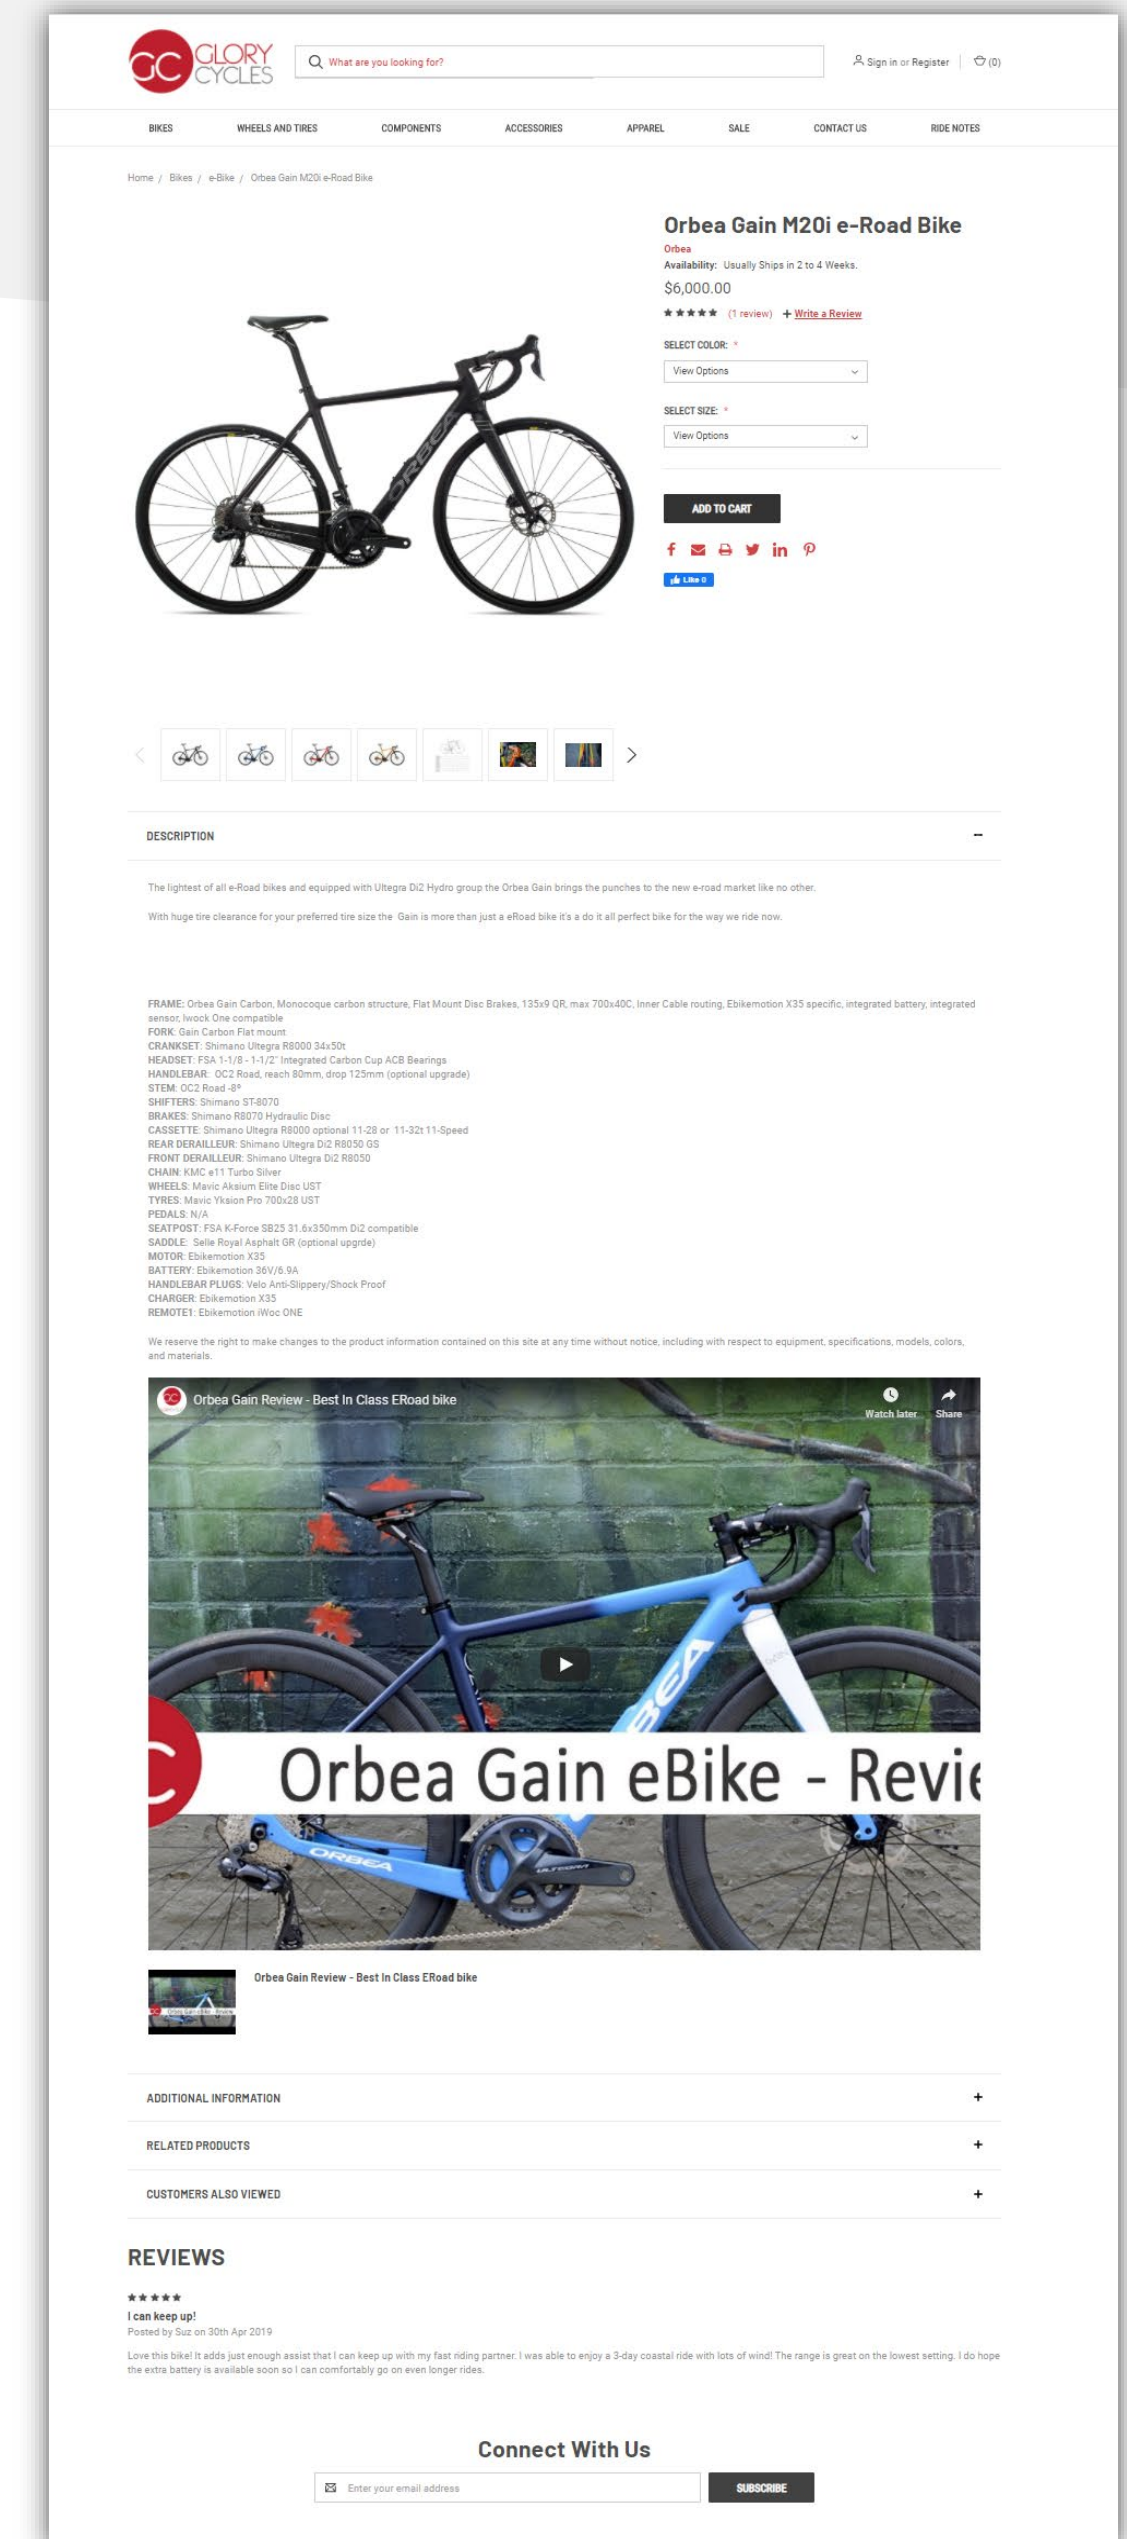 GC GLORY CYCLES
What are you looking for?
Sign in or Register
(0)
BIKES WHEELS AND TIRES COMPONENTS ACCESSORIES APPAREL SALE CONTACT US RIDE NOTES
Home / Bikes / e-Bike / Orbea Gain M20i e-Road Bike
Orbea Gain M20i e-Road Bike
Orbea
Availability: Usually Ships in 2 to 4 Weeks.
$6,000.00
(1 review) + Write a Review
SELECT COLOR: *
View Options
SELECT SIZE: *
View Options
ADD TO CART
Like 0
ORBEA
DESCRIPTION
The lightest of all e-Road bikes and equipped with Ultegra Di2 Hydro group the Orbea Gain brings the punches to the new e-road market like no other.
With huge tire clearance for your preferred tire size the Gain is more than just a eRoad bike it's a do it all perfect bike for the way we ride now.
FRAME: Orbea Gain Carbon, Monocoque carbon structure, Flat Mount Disc Brakes, 135x9 QR, max 700x40C, Inner Cable routing, Ebikemotion X35 specific, integrated battery, integrated
sensor, Iwock One compatible
FORK: Gain Carbon Flat mount
CRANKSET: Shimano Ultegra R8000 34x50t
HEADSET: FSA 1-1/8 - 1-1/2" Integrated Carbon Cup ACB Bearings
HANDLEBAR: OC2 Road, reach 80mm, drop 125mm (optional upgrade)
STEM: OC2 Road -8º
SHIFTERS: Shimano ST-8070
BRAKES: Shimano R8070 Hydraulic Disc
CASSETTE: Shimano Ultegra R8000 optional 11-28 or 11-32t 11-Speed
REAR DERAILLEUR: Shimano Ultegra Di2 R8050 GS
FRONT DERAILLEUR: Shimano Ultegra Di2 R8050
CHAIN: KMC e11 Turbo Silver
WHEELS: Mavic Aksium Elite Disc UST
TYRES: Mavic Yksion Pro 700x28 UST
PEDALS: N/A
SEATPOST: FSA K-Force SB25 31.6x350mm Di2 compatible
SADDLE: Selle Royal Asphalt GR (optional upgrde)
MOTOR: Ebikemotion X35
BATTERY: Ebikemotion 36V/6.9A
HANDLEBAR PLUGS: Velo Anti-Slippery/Shock Proof
CHARGER: Ebikemotion X35
REMOTE1: Ebikemotion iWoc ONE
We reserve the right to make changes to the product information contained on this site at any time without notice, including with respect to equipment, specifications, models, colors,
and materials.
Orbea Gain Review - Best In Class ERoad bike
Watch later Share
ORBEA
Orbea Gain eBike - Revie
ORBEA
ULTEGRA
Orbea Gain Review - Best In Class ERoad bike
Orbea Gain eBike - Review
ADDITIONAL INFORMATION
RELATED PRODUCTS
CUSTOMERS ALSO VIEWED
REVIEWS
I can keep up!
Posted by Suz on 30th Apr 2019
Love this bike! It adds just enough assist that I can keep up with my fast riding partner. I was able to enjoy a 3-day coastal ride with lots of wind! The range is great on the lowest setting. I do hope
the extra battery is available soon so I can comfortably go on even longer rides.
Connect With Us
Enter your email address
SUBSCRIBE